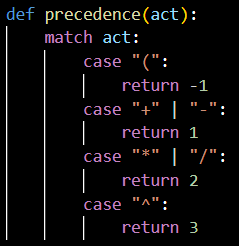 def precedence(act):
    match act:
        case "(":
            return -1
        case "+" | "-":
            return 1
        case "*" | "/":
            return 2
        case "^":
            return 3